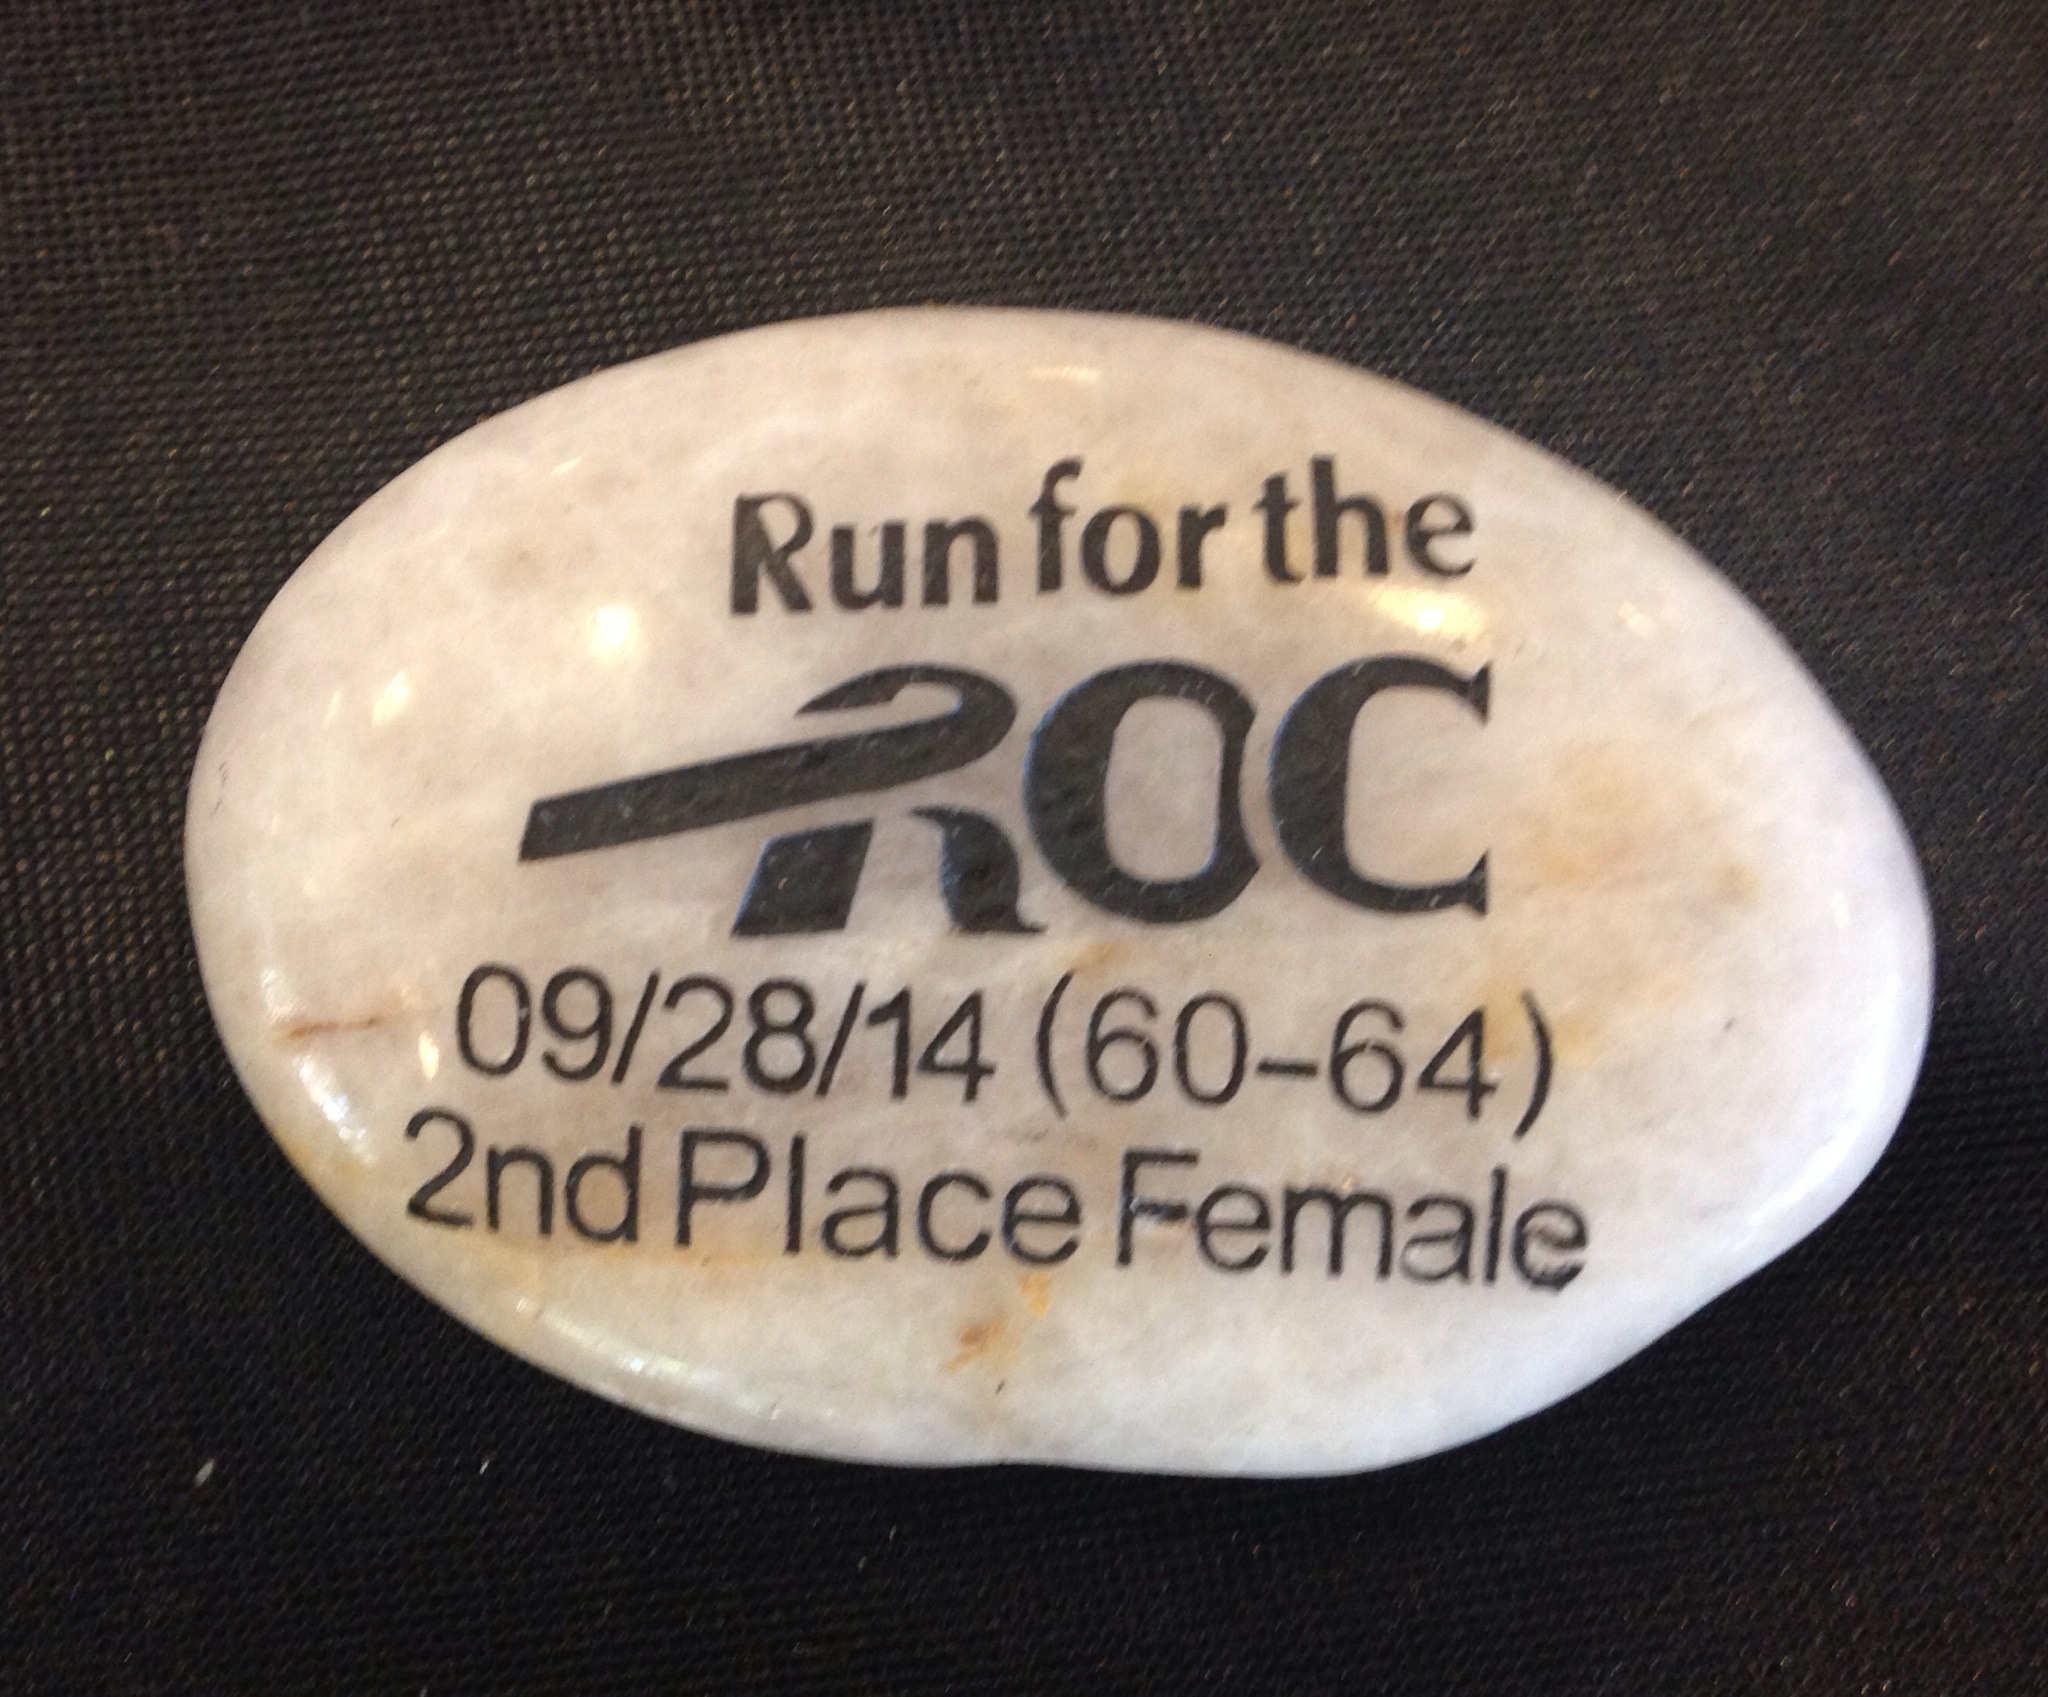 Run for the
ROC
09/28/14 (60-64)
2nd Place Female